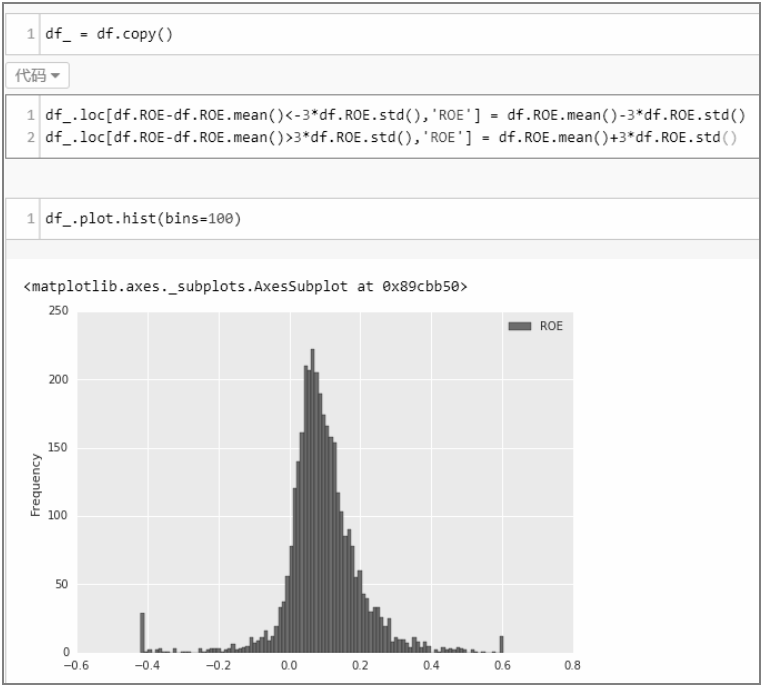 1 df_ = df.copy()
代码
1 df_.loc[df.ROE-df.ROE.mean()<-3*df.ROE.std(),'ROE'] = df.ROE.mean()-3*df.ROE.std()
2 df_.loc[df.ROE-df.ROE.mean()>3*df.ROE.std(),'ROE'] = df.ROE.mean()+3*df.ROE.std()
1 df_.plot.hist(bins=100)
<matplotlib.axes._subplots.AxesSubplot at 0x89cbb50>
250
ROE
200
150
Frequency
100
50
0
−0.6 −0.4 −0.2 0.0 0.2 0.4 0.6 0.8